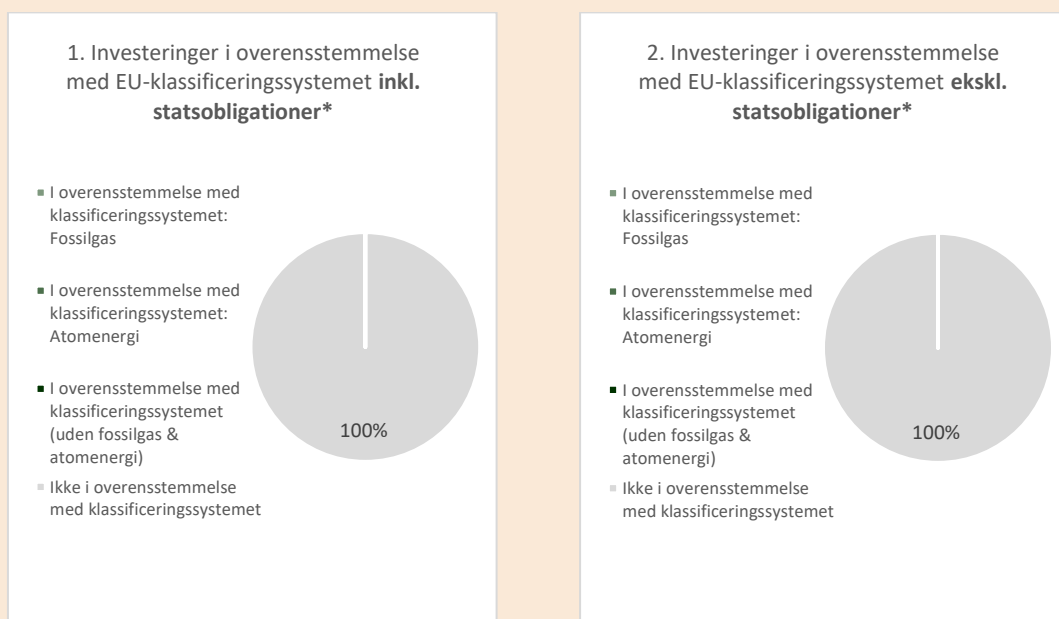 1. Investeringer i overensstemmelse
med EU-klassificeringssystemet inkl.
statsobligationer*
I overensstemmelse med
klassificeringssystemet:
Fossilgas
I overensstemmelse med
klassificeringssystemet:
Atomenergi
I overensstemmelse med
klassificeringssystemet
(uden fossilgas &
atomenergi)
Ikke i overensstemmelse
med klassificeringssystemet
100%
2. Investeringer i overensstemmelse
med EU-klassificeringssystemet ekskl.
statsobligationer*
I overensstemmelse med
klassificeringssystemet:
Fossilgas
I overensstemmelse med
klassificeringssystemet:
Atomenergi
I overensstemmelse med
klassificeringssystemet
(uden fossilgas &
atomenergi)
Ikke i overensstemmelse
med klassificeringssystemet
100%